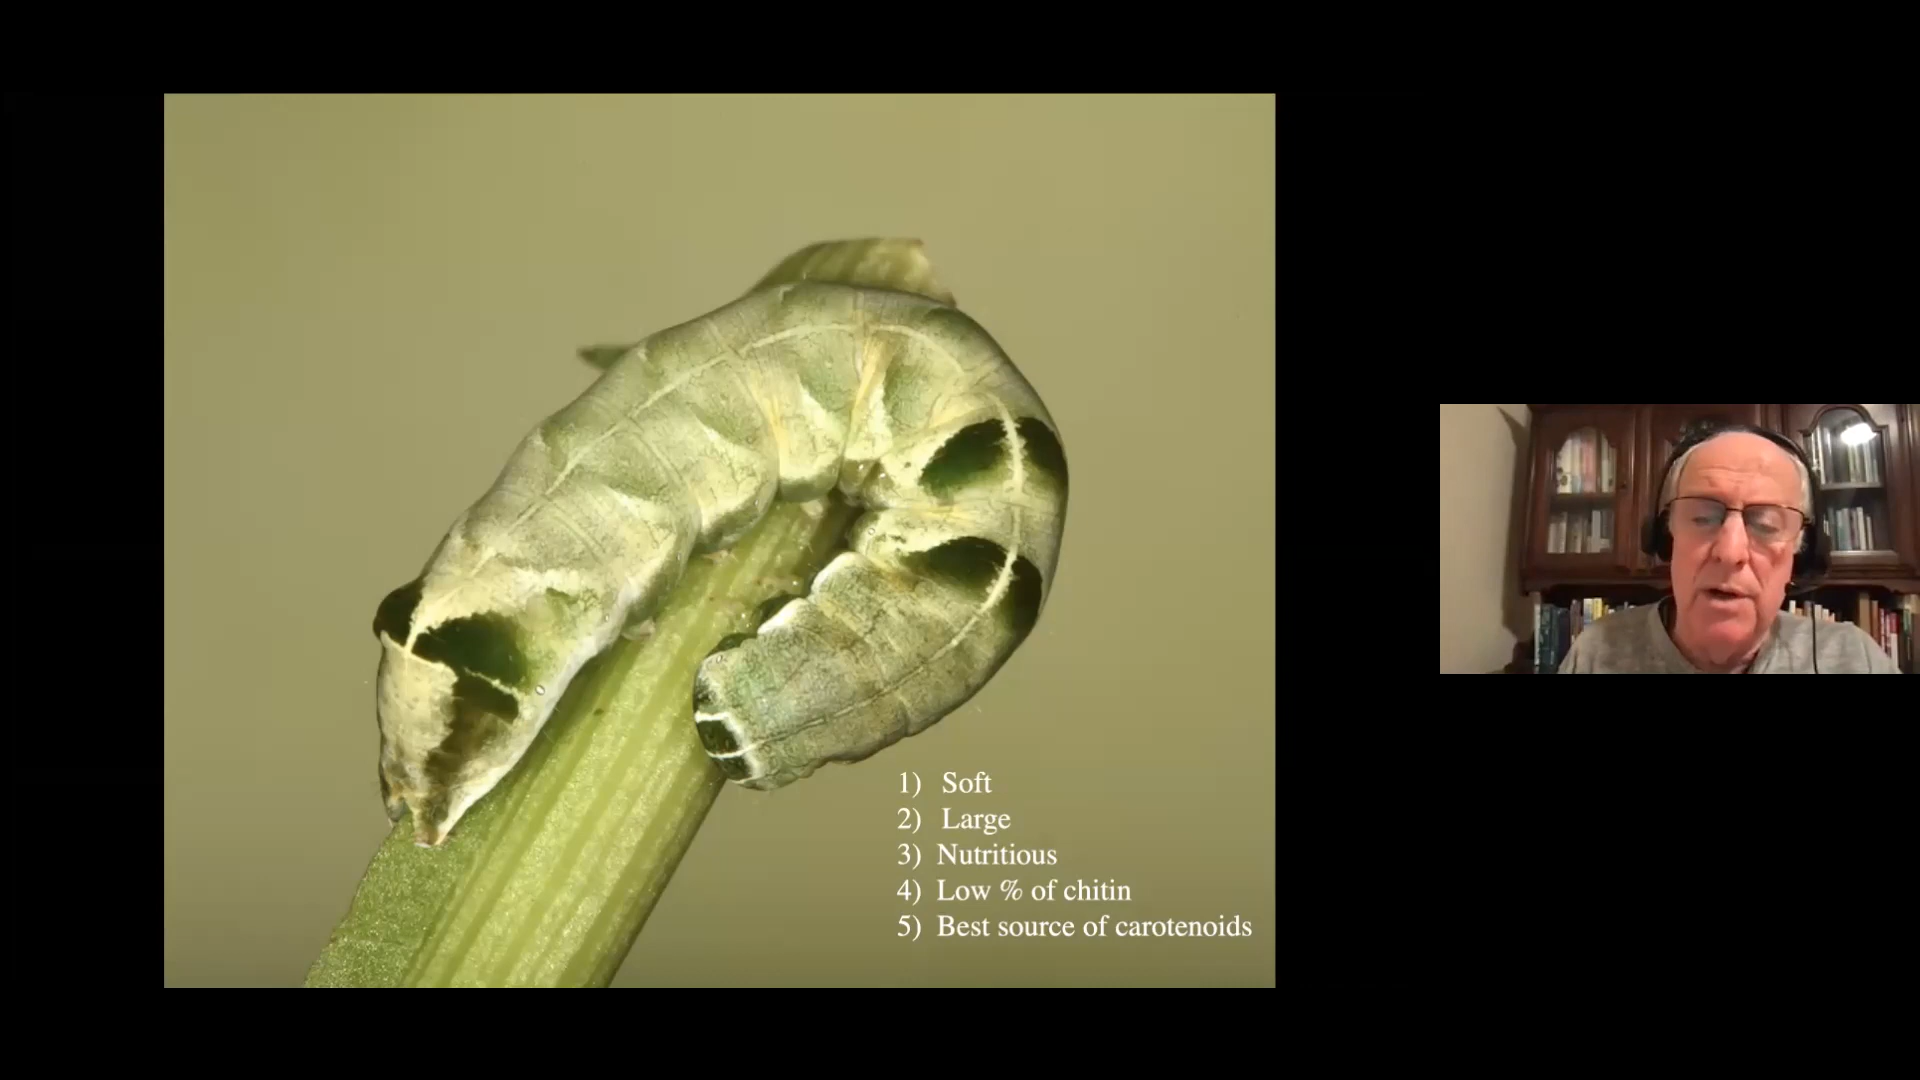 1) Soft
2) Large
3) Nutritious
4) Low % of chitin
5) Best source of carotenoids